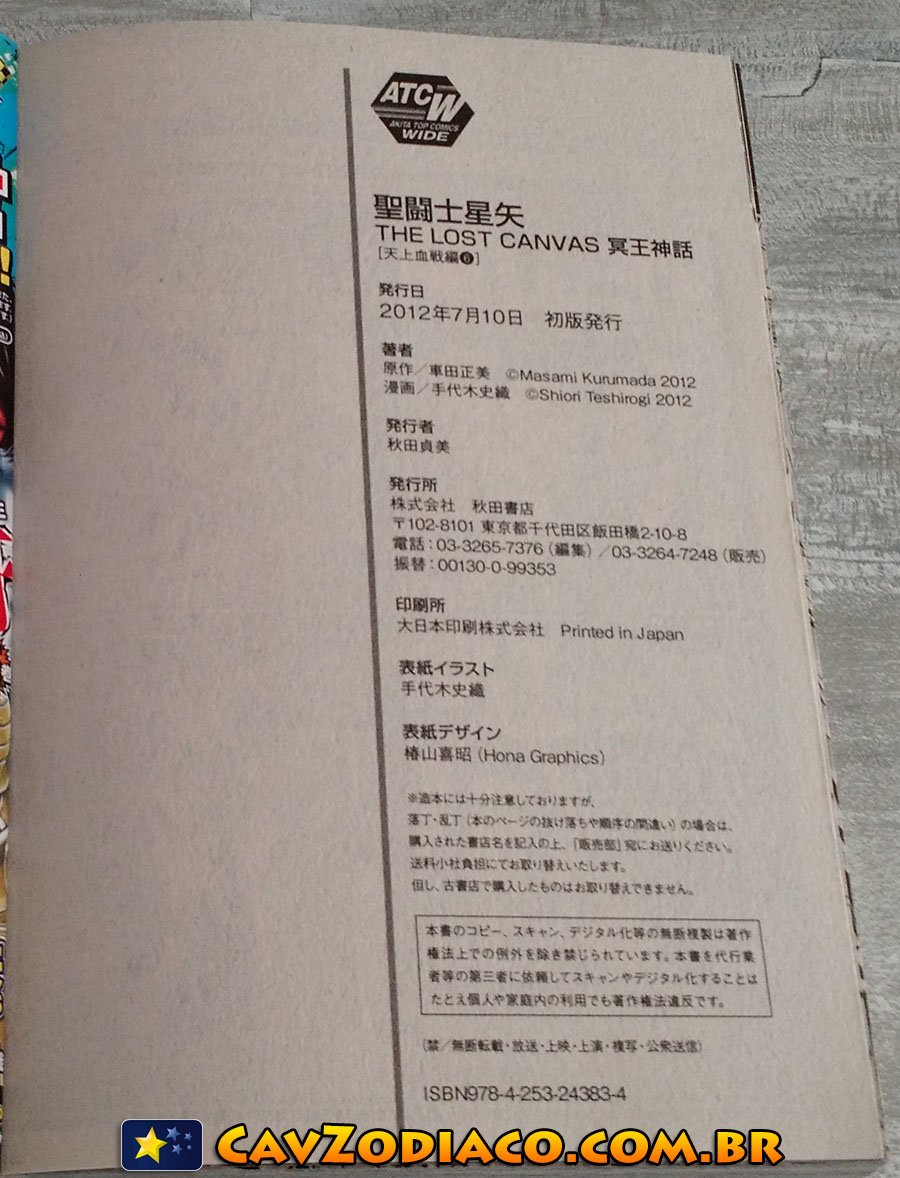 ATCW
AKITA TOP COMICS
WIDE
聖闘士星矢
THE LOST CANVAS 冥王神話
[天上血戦編❻]
発行日
2012年7月10日 初版発行
著者
原作／車田正美 ©Masami Kurumada 2012
漫画／手代木史織 ©Shiori Teshirogi 2012
発行者
秋田貞美
発行所
株式会社 秋田書店
〒102-8101 東京都千代田区飯田橋2-10-8
電話：03-3265-7376（編集）／03-3264-7248（販売）
振替：00130-0-99353
印刷所
大日本印刷株式会社 Printed in Japan
表紙イラスト
手代木史織
表紙デザイン
椿山喜昭（Hona Graphics）
※造本には十分注意しておりますが、
落丁・乱丁（本のページの抜け落ちや順序の間違い）の場合は、
購入された書店名を記入の上、「販売部」宛にお送りください。
送料小社負担にてお取り替えいたします。
但し、古書店で購入したものはお取り替えできません。
本書のコピー、スキャン、デジタル化等の無断複製は著作
権法上での例外を除き禁じられています。本書を代行業
者等の第三者に依頼してスキャンやデジタル化することは
たとえ個人や家庭内の利用でも著作権法違反です。
（禁／無断転載・放送・上映・上演・複写・公衆送信）
ISBN978-4-253-24383-4
CavZodiaco.com.br